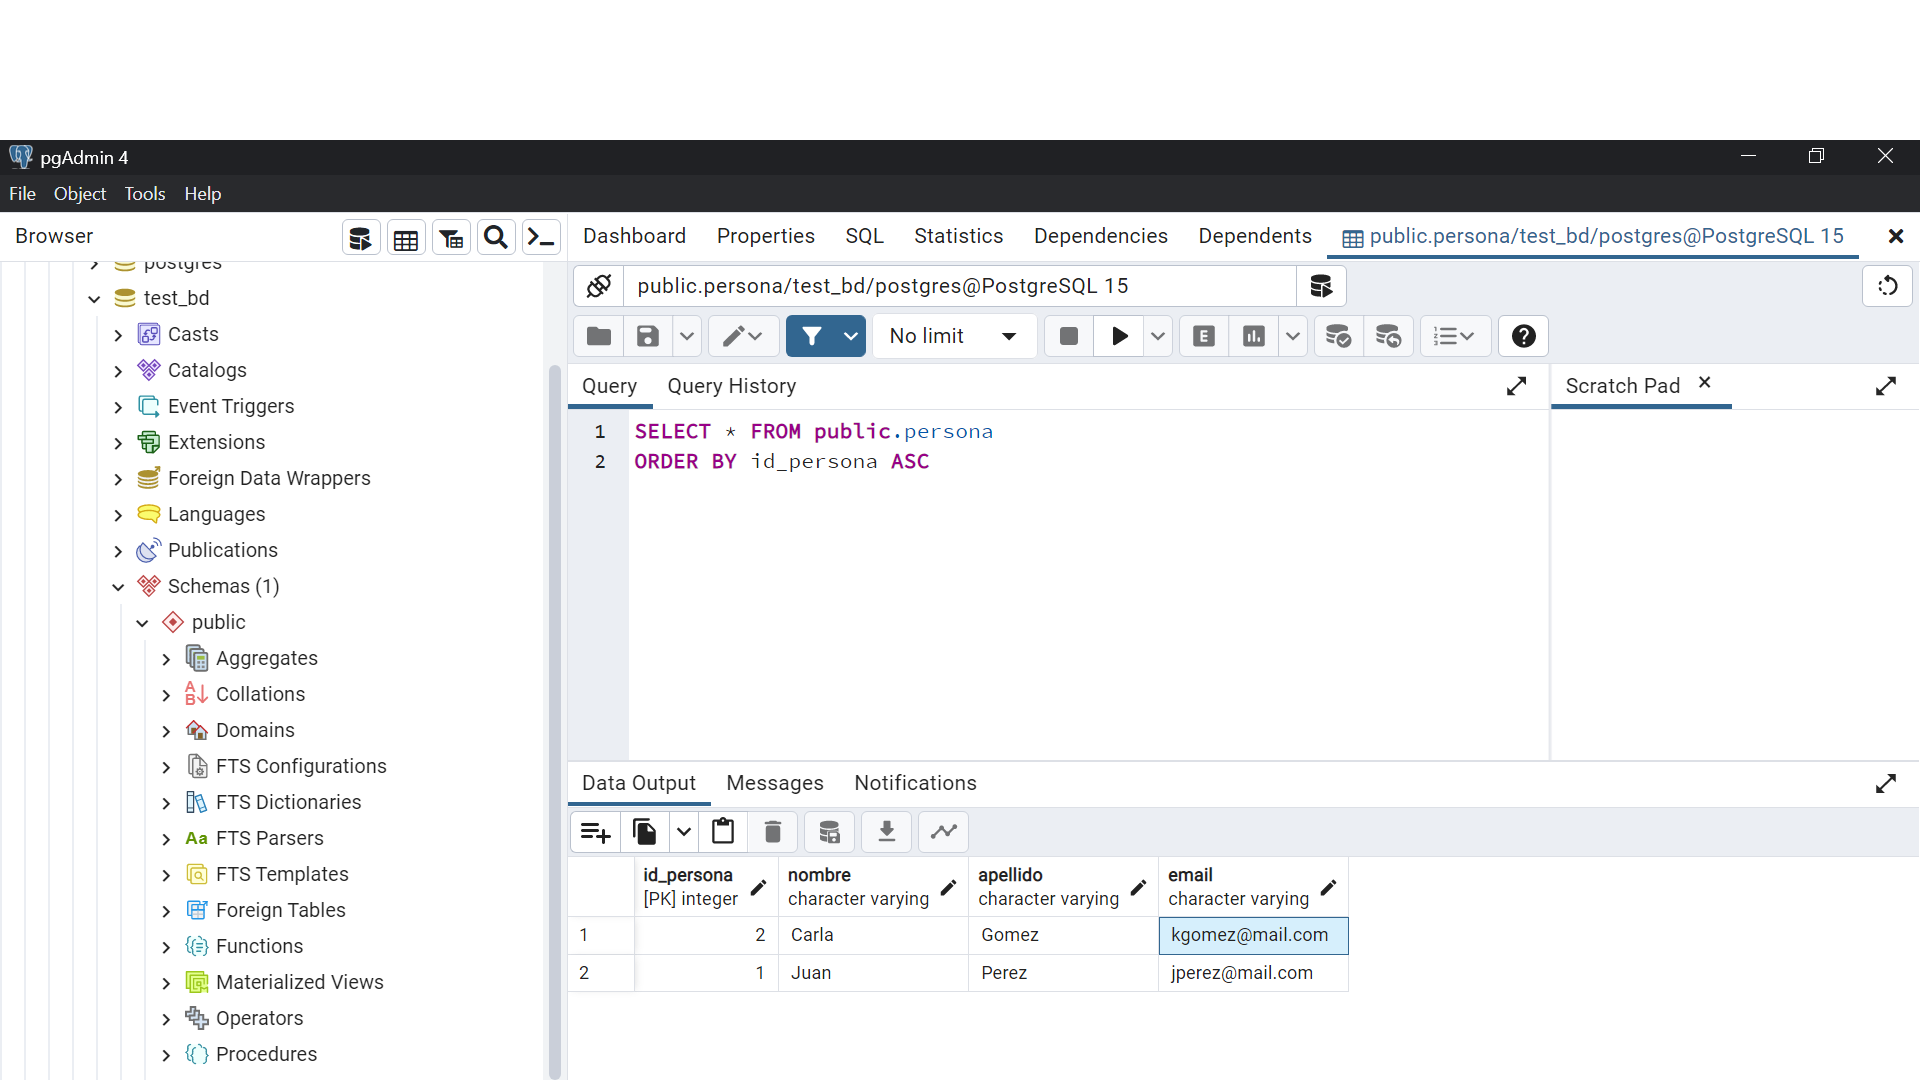 pgAdmin 4
File Object Tools Help
Browser
Dashboard Properties SQL Statistics Dependencies Dependents public.persona/test_bd/postgres@PostgreSQL 15
postgres
test_bd
Casts
Catalogs
Event Triggers
Extensions
Foreign Data Wrappers
Languages
Publications
Schemas (1)
public
Aggregates
Collations
Domains
FTS Configurations
FTS Dictionaries
Aa FTS Parsers
FTS Templates
Foreign Tables
Functions
Materialized Views
Operators
Procedures
public.persona/test_bd/postgres@PostgreSQL 15
No limit
E
Query Query History
Scratch Pad
1 SELECT * FROM public.persona
2 ORDER BY id_persona ASC
Data Output Messages Notifications
id_persona nombre apellido email
[PK] integer character varying character varying character varying
1 2 Carla Gomez kgomez@mail.com
2 1 Juan Perez jperez@mail.com